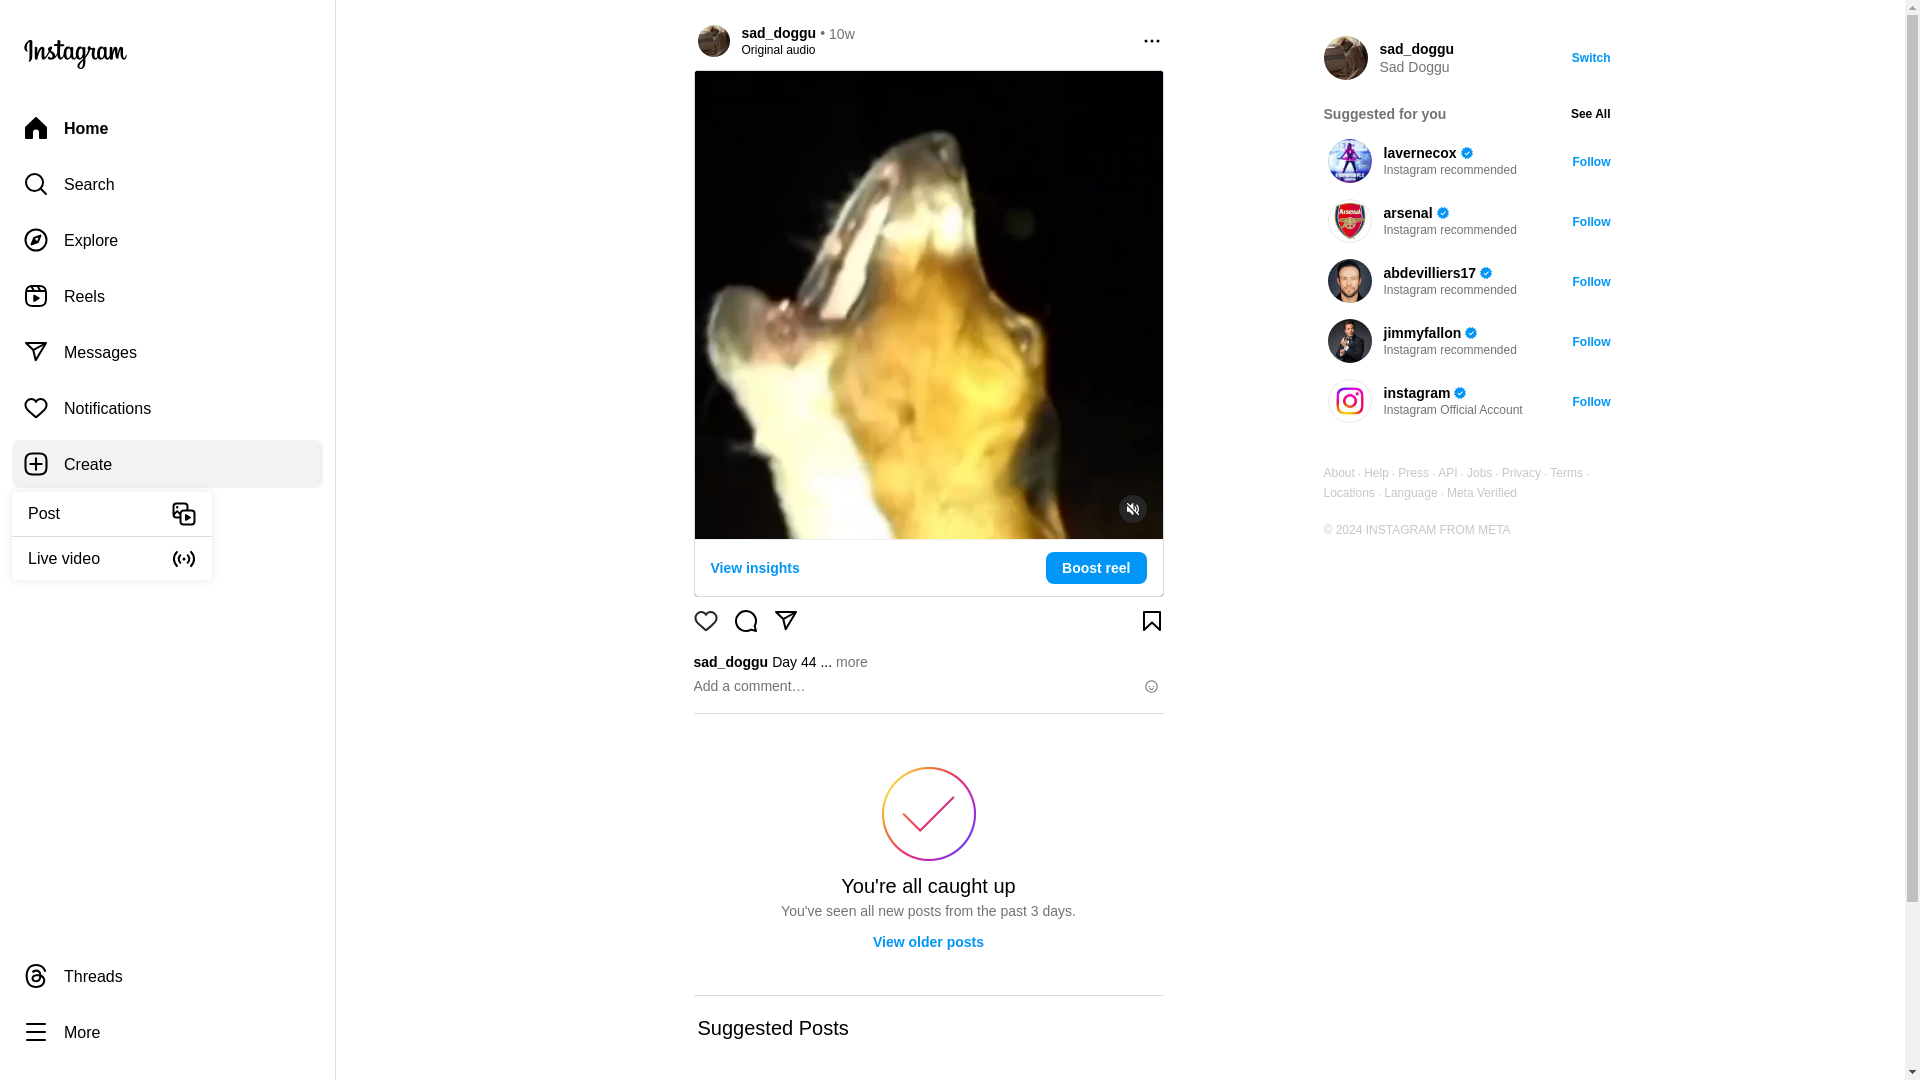 Instagram
Home
Search
Explore
Reels
Messages
Notifications
Create
Post
Live video
Threads
More
sad_doggu • 10w
Original audio
View insights
Boost reel
sad_doggu Day 44 ... more
Add a comment…
You're all caught up
You've seen all new posts from the past 3 days.
View older posts
Suggested Posts
sad_doggu
Sad Doggu
Switch
Suggested for you
See All
lavernecox
Instagram recommended
Follow
Arsenal
arsenal
Instagram recommended
Follow
abdevilliers17
Instagram recommended
Follow
jimmyfallon
Instagram recommended
Follow
instagram
Instagram Official Account
Follow
About · Help · Press · API · Jobs · Privacy · Terms ·
Locations · Language · Meta Verified
© 2024 INSTAGRAM FROM META